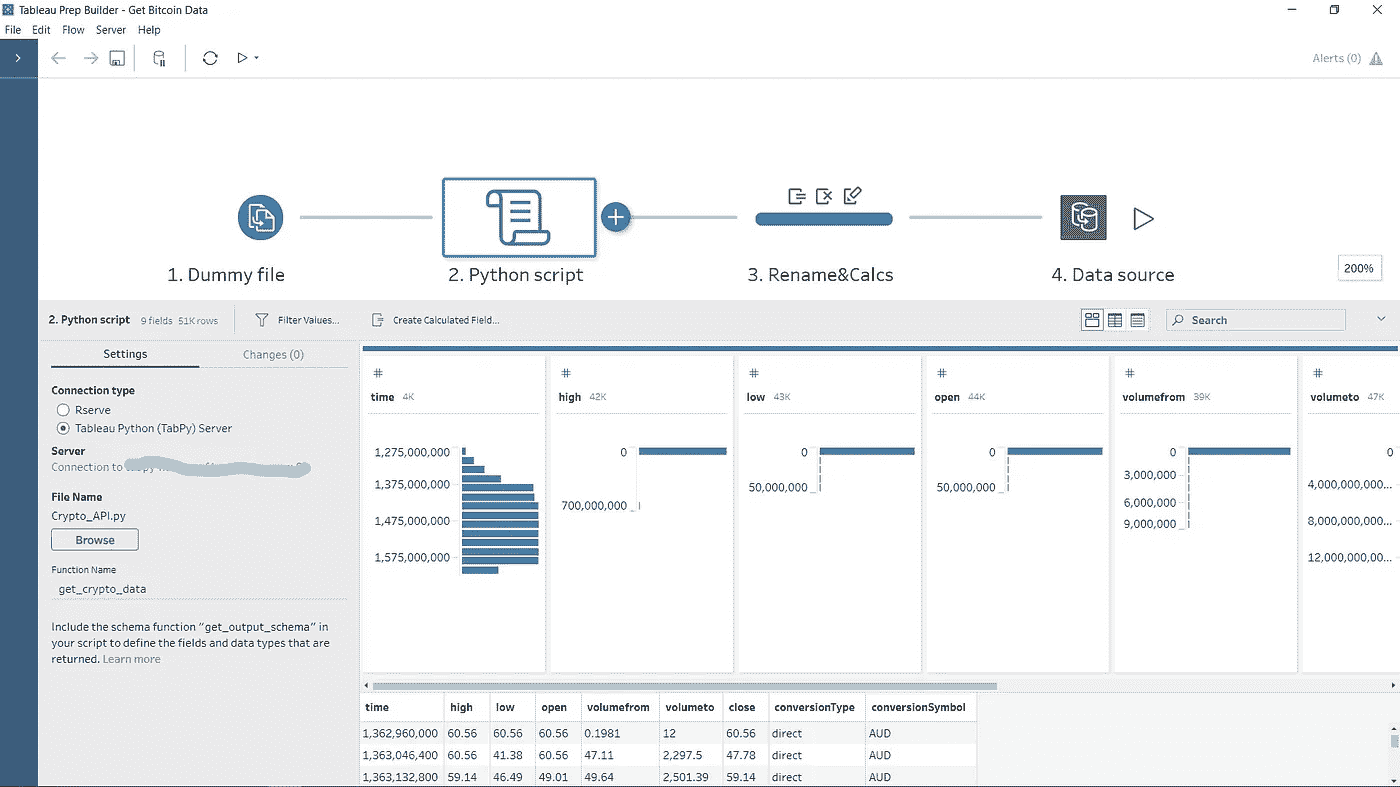 Tableau Prep Builder - Get Bitcoin Data
File Edit Flow Server Help
Alerts (0)
1. Dummy file
2. Python script
3. Rename&Calcs
4. Data source
200%
2. Python script 9 fields 51K rows Filter Values... Create Calculated Field... Search
Settings Changes (0)
Connection type
Rserve
Tableau Python (TabPy) Server
Server
Connection to
File Name
Crypto_API.py
Browse
Function Name
get_crypto_data
Include the schema function "get_output_schema" in
your script to define the fields and data types that are
returned. Learn more
# # # # # #
time 4K high 42K low 43K open 44K volumefrom 39K volumeto 47K
1,275,000,000
1,375,000,000
1,475,000,000
1,575,000,000
0
700,000,000
0
50,000,000
0
50,000,000
0
3,000,000
6,000,000
9,000,000
0
4,000,000,000...
8,000,000,000...
12,000,000,00...
time high low open volumefrom volumeto close conversionType conversionSymbol
1,362,960,000 60.56 60.56 60.56 0.1981 12 60.56 direct AUD
1,363,046,400 60.56 41.38 60.56 47.11 2,297.5 47.78 direct AUD
1,363,132,800 59.14 46.49 49.01 49.64 2,501.39 59.14 direct AUD